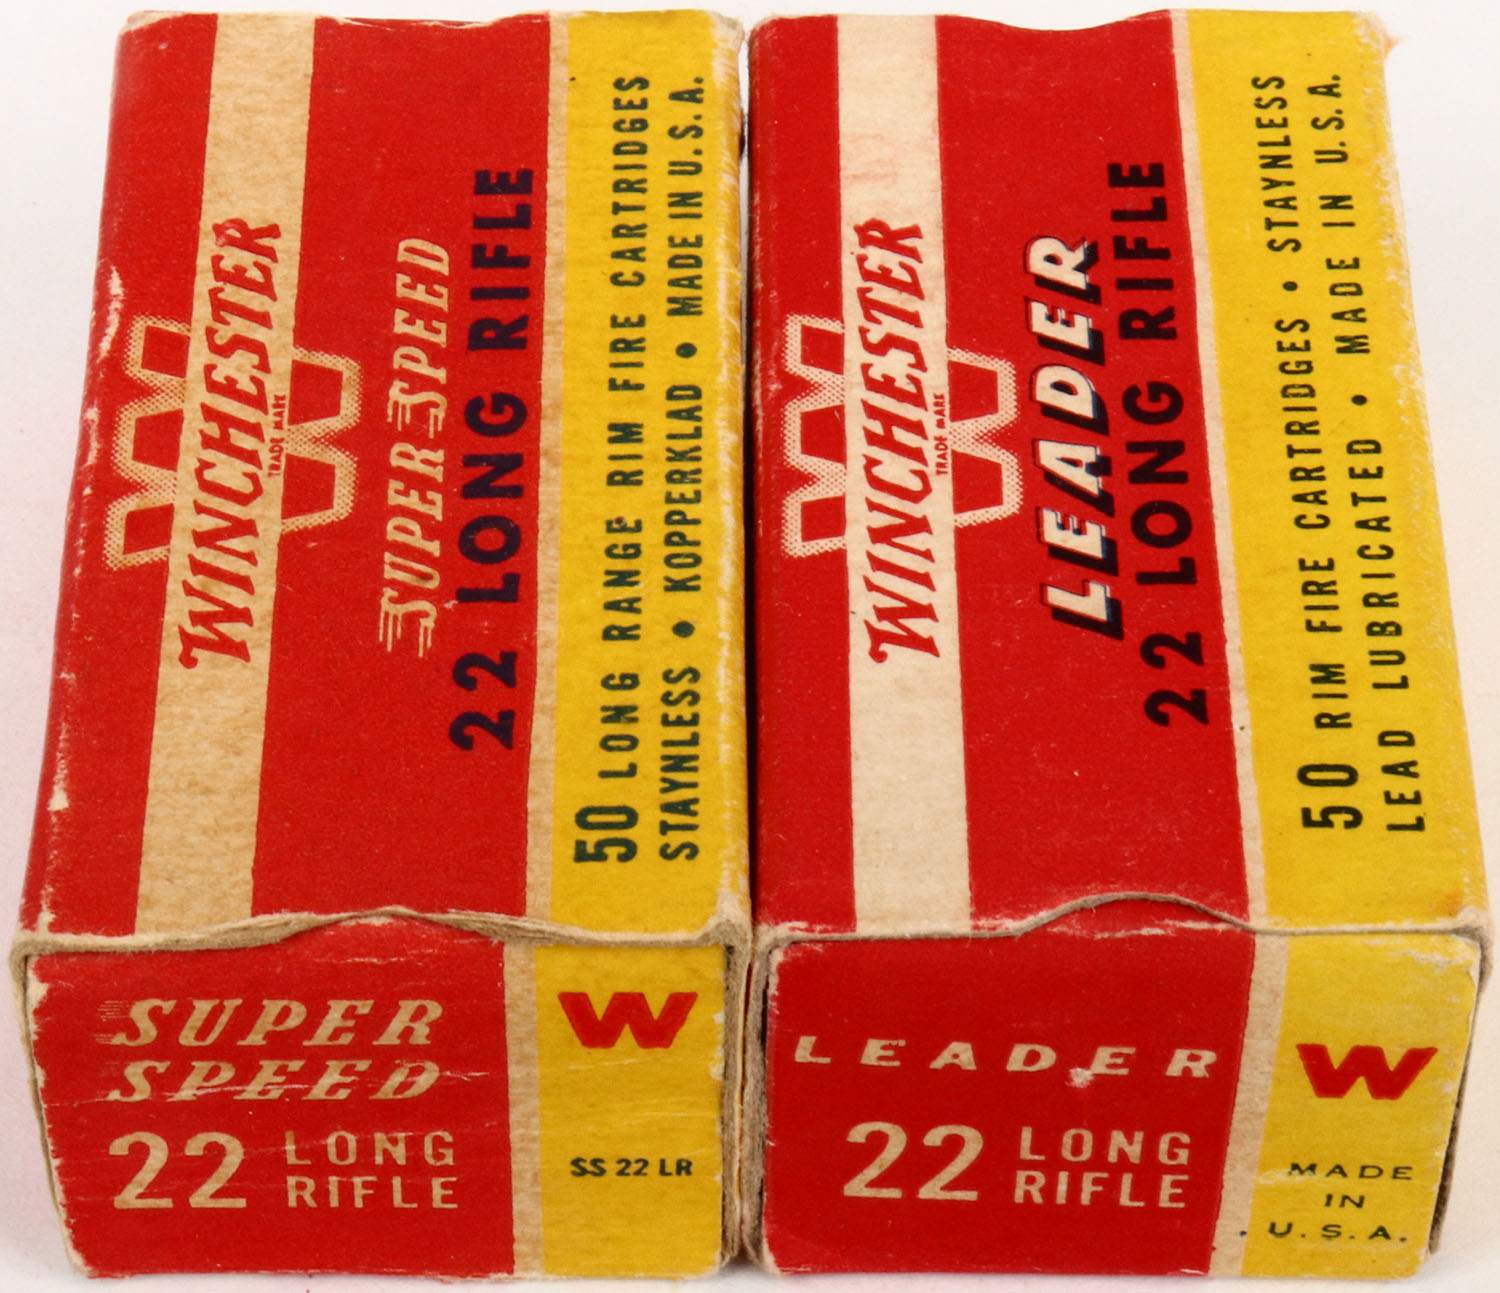 W
WINCHESTER
TRADE MARK
SUPER-SPEED
22 LONG RIFLE
50 LONG RANGE RIM FIRE CARTRIDGES
STAYNLESS • KOPPERKLAD • MADE IN U.S.A.
SUPER
SPEED
22 LONG
RIFLE
W
SS 22 LR
W
WINCHESTER
TRADE MARK
LEADER
22 LONG RIFLE
50 RIM FIRE CARTRIDGES • STAYNLESS
LEAD LUBRICATED • MADE IN U.S.A.
LEADER
22 LONG
RIFLE
W
MADE
IN
U.S.A.